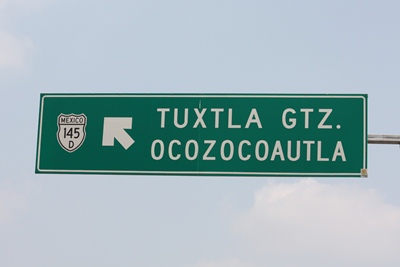 MEXICO
145
D
TUXTLA GTZ.
OCOZOCOAUTLA